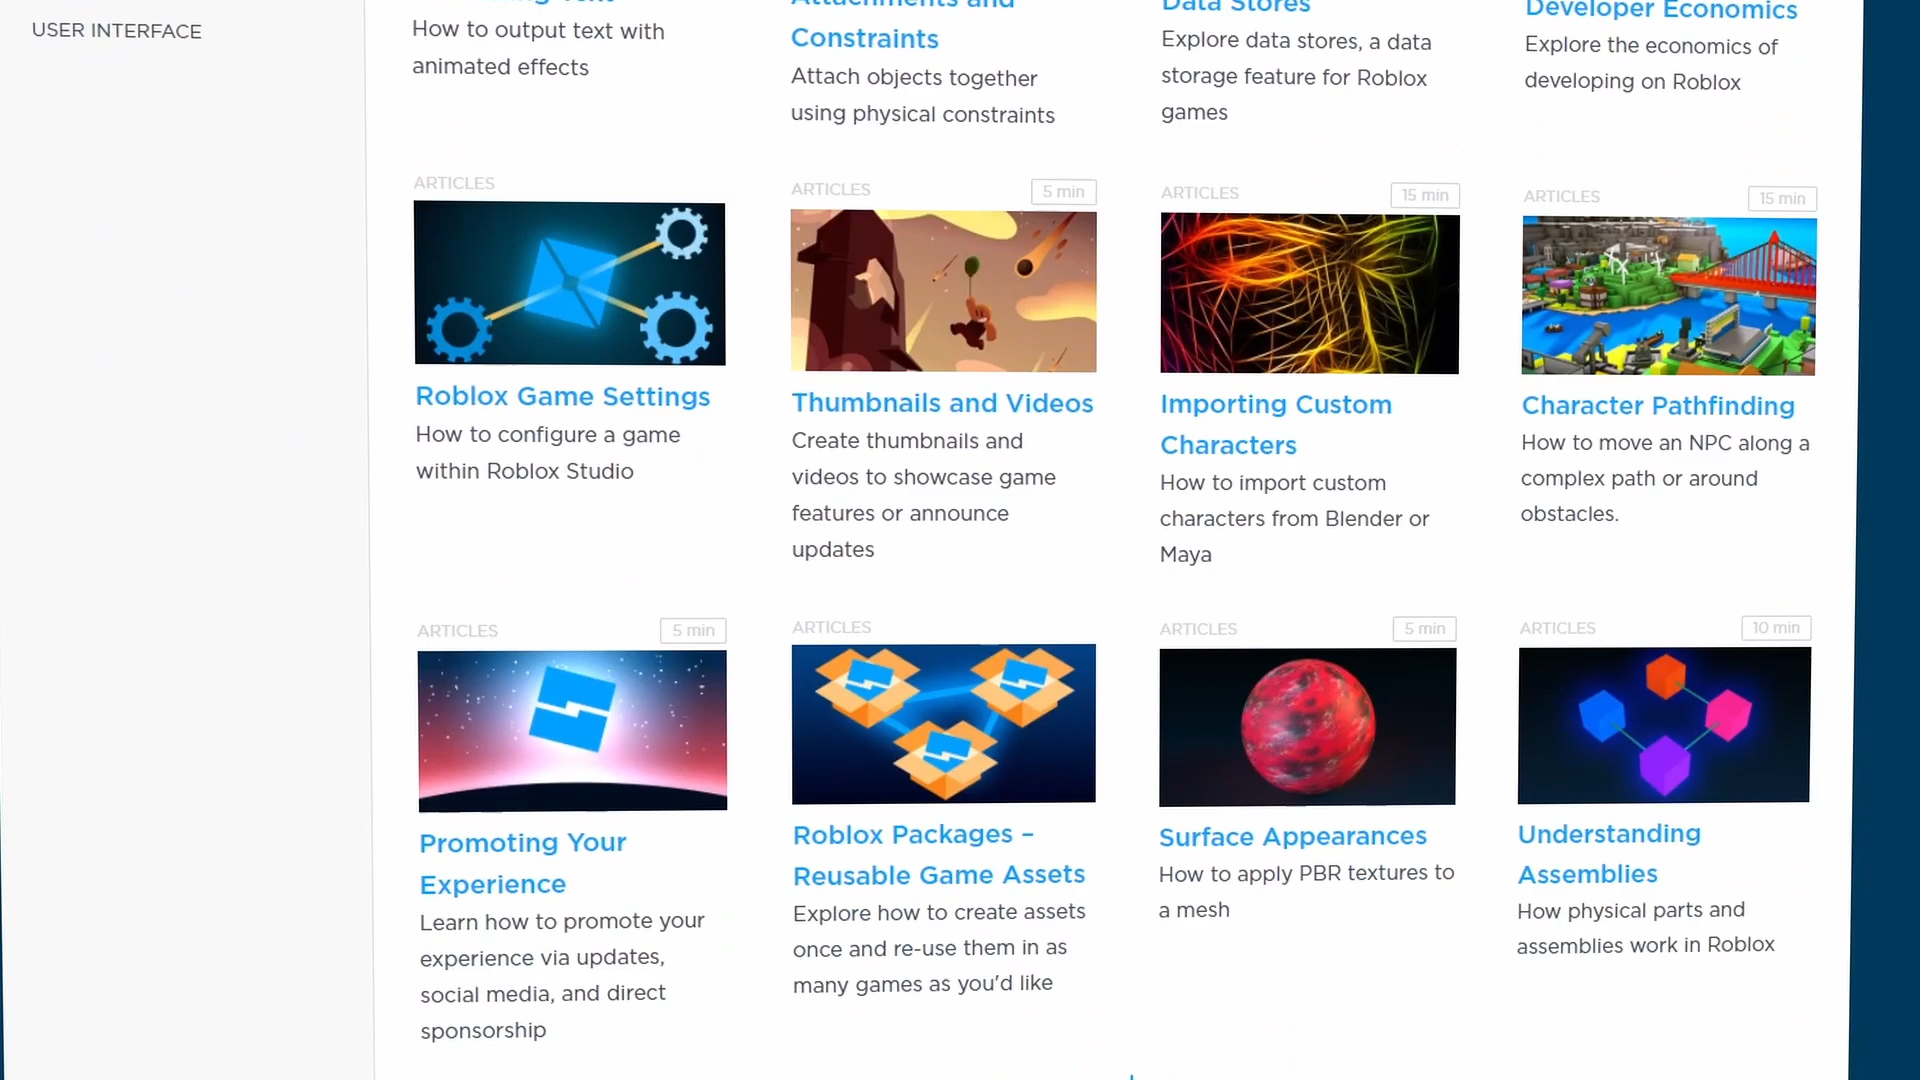 USER INTERFACE
How to output text with
animated effects
Attachments and
Constraints
Attach objects together
using physical constraints
Data Stores
Explore data stores, a data
storage feature for Roblox
games
Developer Economics
Explore the economics of
developing on Roblox
ARTICLES
Roblox Game Settings
How to configure a game
within Roblox Studio
ARTICLES 5 min
Thumbnails and Videos
Create thumbnails and
videos to showcase game
features or announce
updates
ARTICLES 15 min
Importing Custom
Characters
How to import custom
characters from Blender or
Maya
ARTICLES 15 min
Character Pathfinding
How to move an NPC along a
complex path or around
obstacles.
ARTICLES 5 min
Promoting Your
Experience
Learn how to promote your
experience via updates,
social media, and direct
sponsorship
ARTICLES
Roblox Packages –
Reusable Game Assets
Explore how to create assets
once and re-use them in as
many games as you'd like
ARTICLES 5 min
Surface Appearances
How to apply PBR textures to
a mesh
ARTICLES 10 min
Understanding
Assemblies
How physical parts and
assemblies work in Roblox